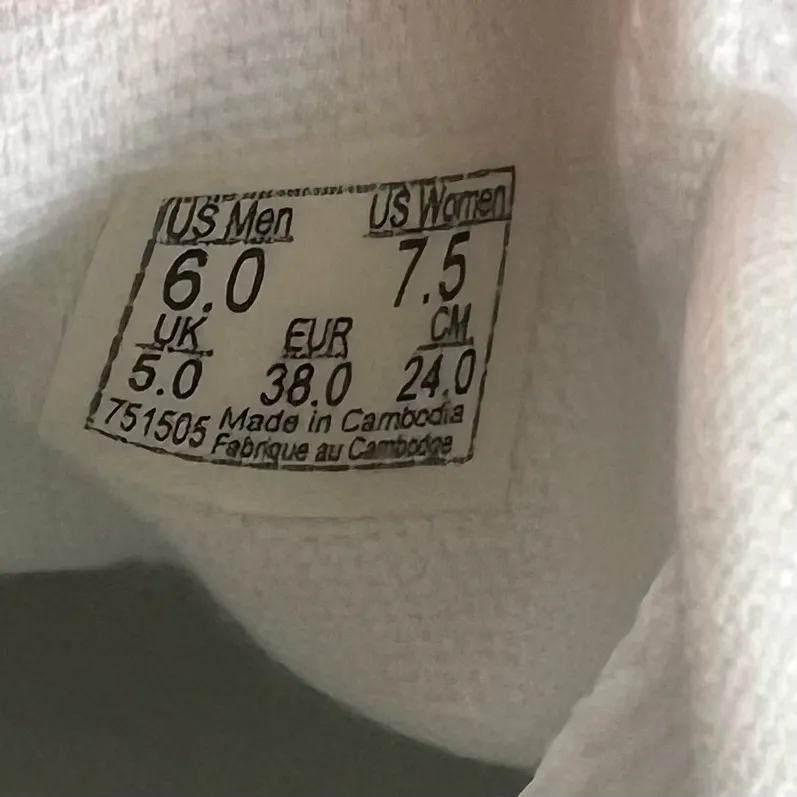 US Men US Women
6.0 7.5
UK EUR CM
5.0 38.0 24.0
751505 Made in Cambodia
Fabrique au Cambodge